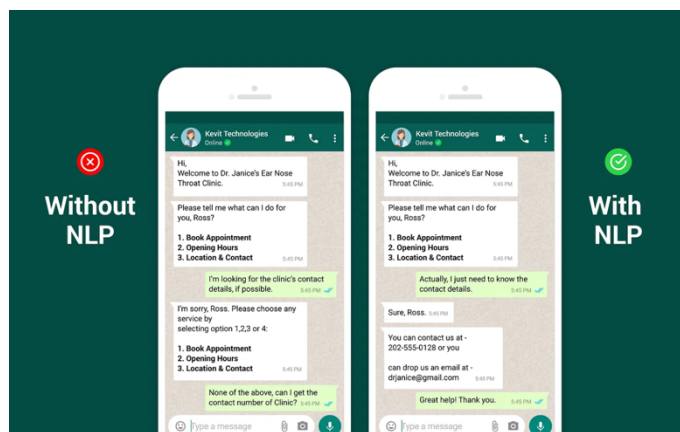 Without
NLP
Kevit Technologies
Online
Hi,
Welcome to Dr. Janice's Ear Nose
Throat Clinic.
5:45 PM
Please tell me what can I do for
you, Ross?
1. Book Appointment
2. Opening Hours
3. Location & Contact
5:45 PM
I'm looking for the clinic's contact
details, if possible.
5:45 PM
I'm sorry, Ross. Please choose any
service by
selecting option 1,2,3 or 4:
1. Book Appointment
2. Opening Hours
3. Location & Contact
5:45 PM
None of the above, can I get the
contact number of Clinic?
5:45 PM
Type a message
Kevit Technologies
Online
Hi,
Welcome to Dr. Janice's Ear Nose
Throat Clinic.
5:45 PM
Please tell me what can I do for
you, Ross?
1. Book Appointment
2. Opening Hours
3. Location & Contact
5:45 PM
Actually, I just need to know the
contact details.
5:45 PM
Sure, Ross.
5:45 PM
You can contact us at -
202-555-0128 or you
can drop us an email at -
drjanice@gmail.com
5:45 PM
Great help! Thank you.
5:45 PM
Type a message
With
NLP